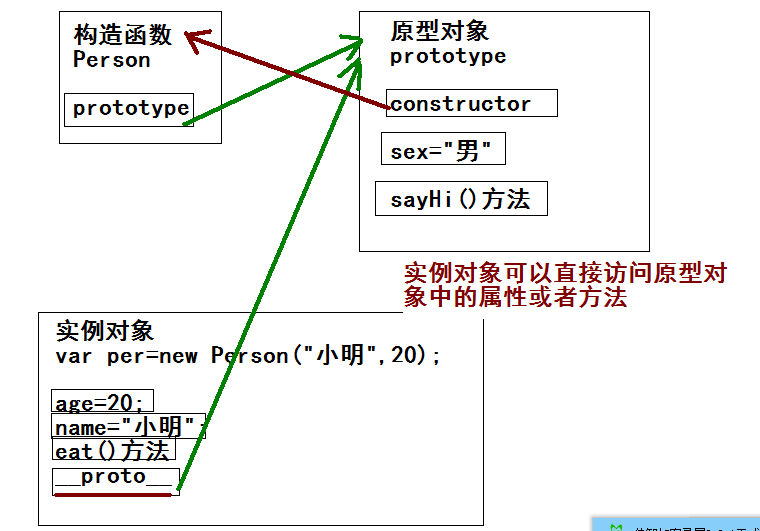 构造函数
Person
prototype
原型对象
prototype
constructor
sex="男"
sayHi()方法
实例对象可以直接访问原型对
象中的属性或者方法
实例对象
var per=new Person("小明",20);
age=20;
name="小明";
eat()方法
__proto__